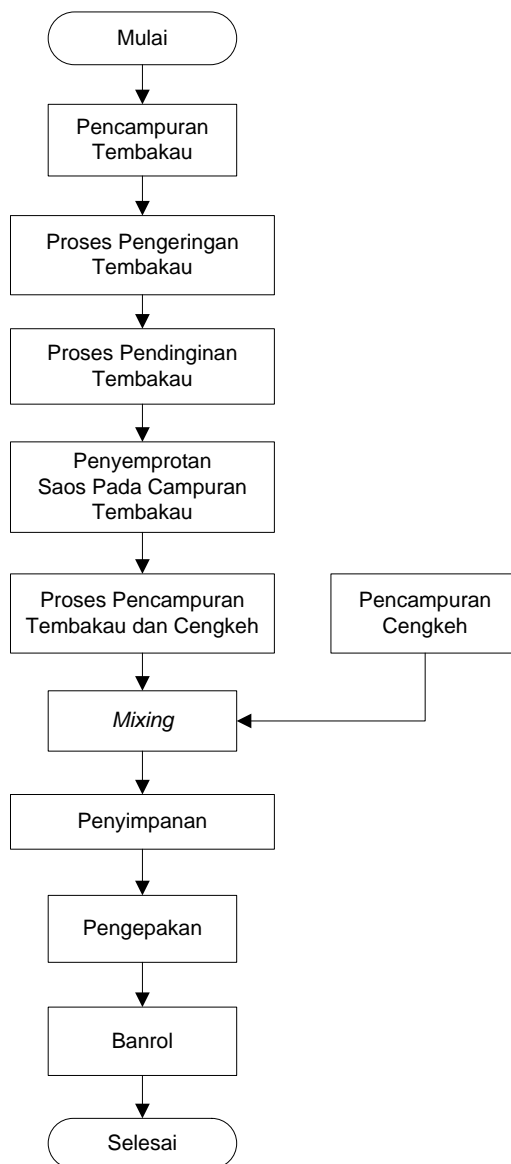 Mulai
Pencampuran
Tembakau
Proses Pengeringan
Tembakau
Proses Pendinginan
Tembakau
Penyemprotan
Saos Pada Campuran
Tembakau
Proses Pencampuran
Tembakau dan Cengkeh
Pencampuran
Cengkeh
Mixing
Penyimpanan
Pengepakan
Banrol
Selesai